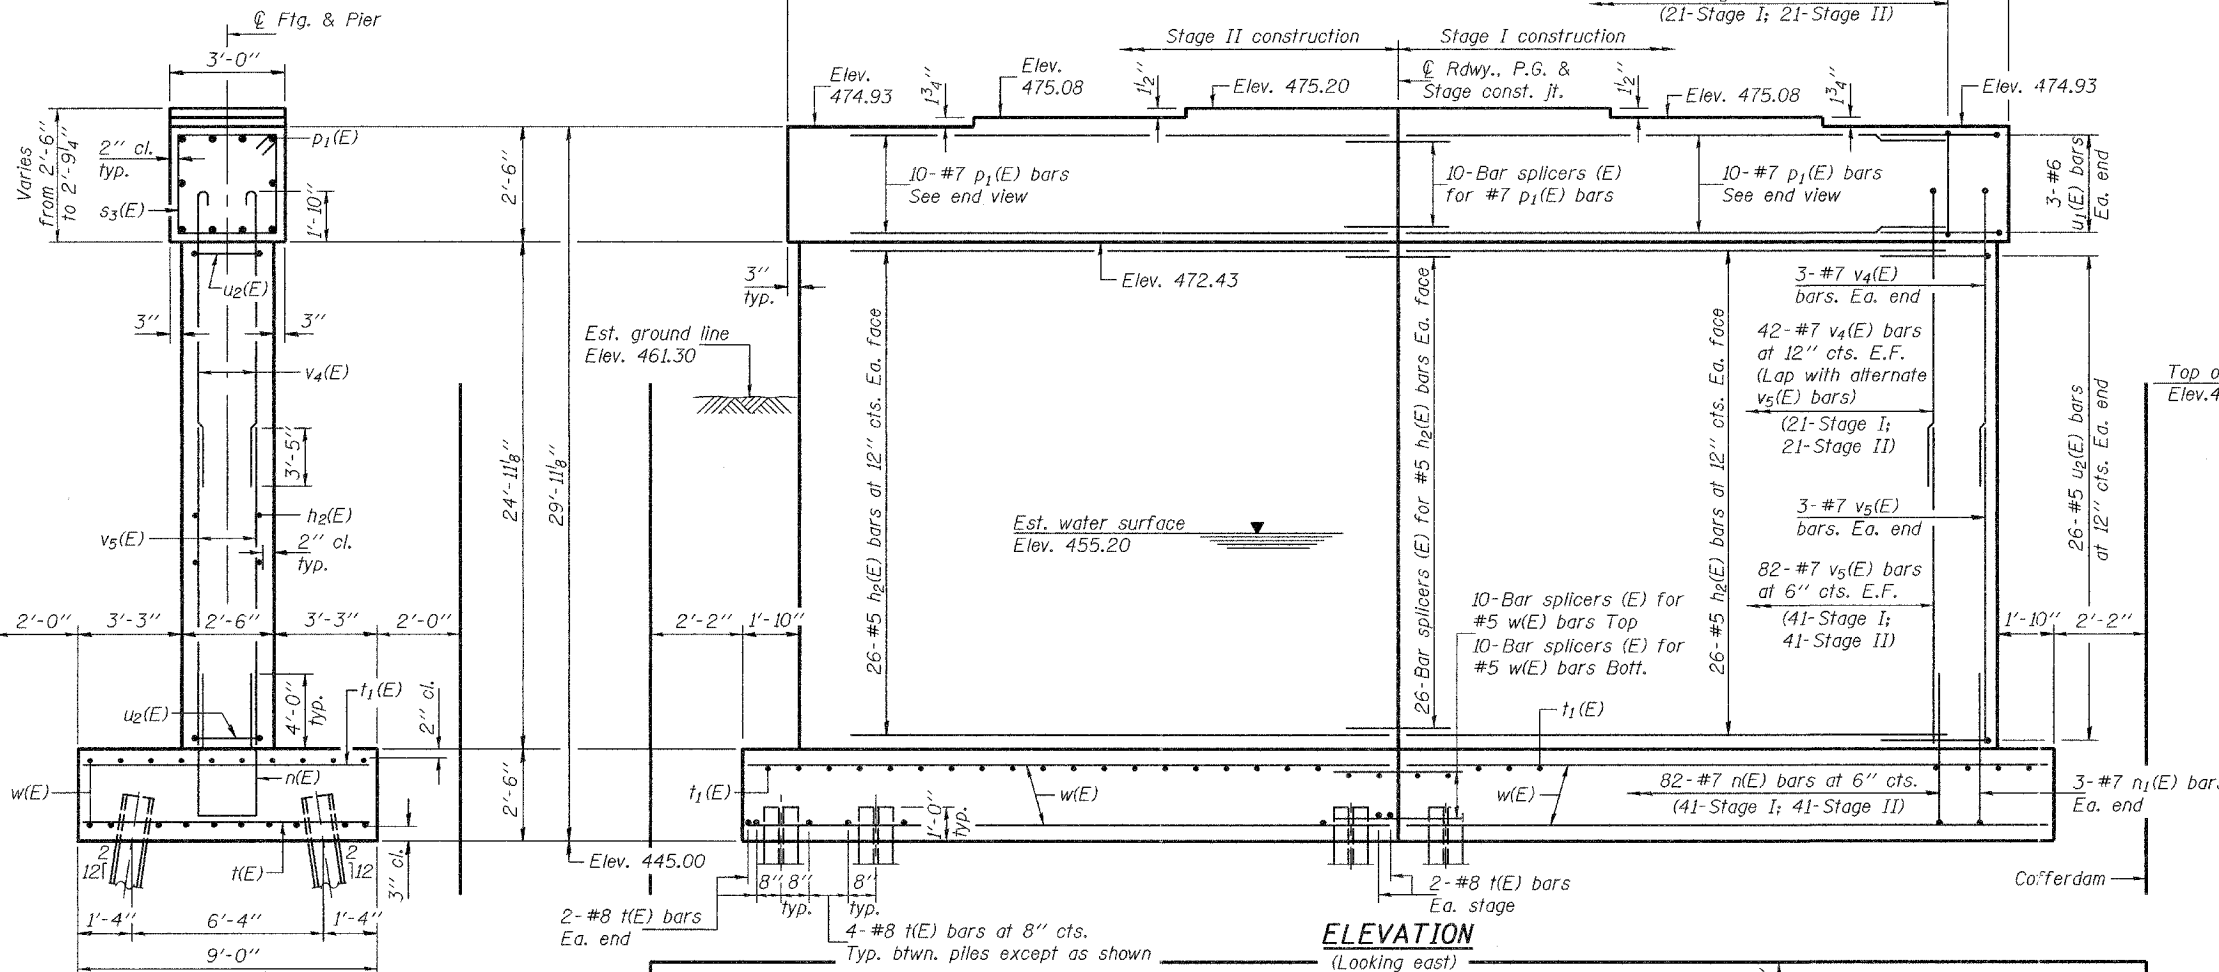 ℄ Ftg. & Pier
3'-0"
Varies
from 2'-6"
to 2'-9¼"
2" cl.
typ.
s3(E)
p1(E)
1'-10"
u2(E)
3"
3"
v4(E)
3'-5"
h2(E)
v5(E)
2" cl.
typ.
2'-0"
3'-3"
2'-6"
3'-3"
2'-0"
t1(E)
u2(E)
4'-0"
typ.
2" cl.
w(E)
n(E)
2
12
2
12
t(E)
3" cl.
1'-4"
6'-4"
1'-4"
9'-0"
2'-6"
24'-11⅛"
29'-11⅛"
2'-6"
(21-Stage I; 21-Stage II)
Stage II construction
Stage I construction
Elev.
474.93
1¾"
Elev.
475.08
1½"
Elev. 475.20
℄ Rdwy., P.G. &
Stage const. jt.
1½"
Elev. 475.08
1¾"
Elev. 474.93
10-#7 p1(E) bars
See end view
10-Bar splicers (E)
for #7 p1(E) bars
10-#7 p1(E) bars
See end view
3-#6
u1(E) bars
Ea. end
3"
typ.
Elev. 472.43
Est. ground line
Elev. 461.30
26-#5 h2(E) bars at 12" cts. Ea. face
26-Bar splicers (E) for #5 h2(E) bars Ea. face
26-#5 h2(E) bars at 12" cts. Ea. face
3-#7 v4(E)
bars. Ea. end
42-#7 v4(E) bars
at 12" cts. E.F.
(Lap with alternate
v5(E) bars)
(21-Stage I;
21-Stage II)
Top o
Elev.4
26-#5 u2(E) bars
at 12" cts. Ea. end
Est. water surface
Elev. 455.20
3-#7 v5(E)
bars. Ea. end
82-#7 v5(E) bars
at 6" cts. E.F.
(41-Stage I;
41-Stage II)
10-Bar splicers (E) for
#5 w(E) bars Top
10-Bar splicers (E) for
#5 w(E) bars Bott.
2'-2"
1'-10"
1'-10"
2'-2"
t1(E)
t1(E)
w(E)
w(E)
1'-0"
typ.
82-#7 n(E) bars at 6" cts.
(41-Stage I; 41-Stage II)
3-#7 n1(E) bar
Ea. end
Elev. 445.00
8"
8"
typ.
8"
typ.
2-#8 t(E) bars
Ea. end
4-#8 t(E) bars at 8" cts.
Typ. btwn. piles except as shown
2-#8 t(E) bars
Ea. stage
Cofferdam
ELEVATION
(Looking east)